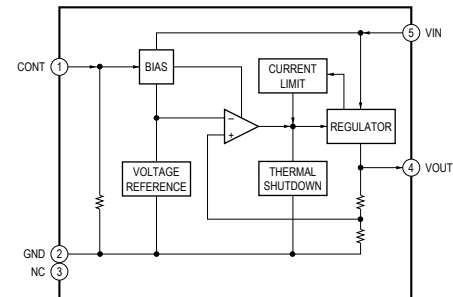 5 VIN
CONT 1
BIAS
CURRENT
LIMIT
−
+
REGULATOR
VOLTAGE
REFERENCE
THERMAL
SHUTDOWN
4 VOUT
GND 2
NC 3